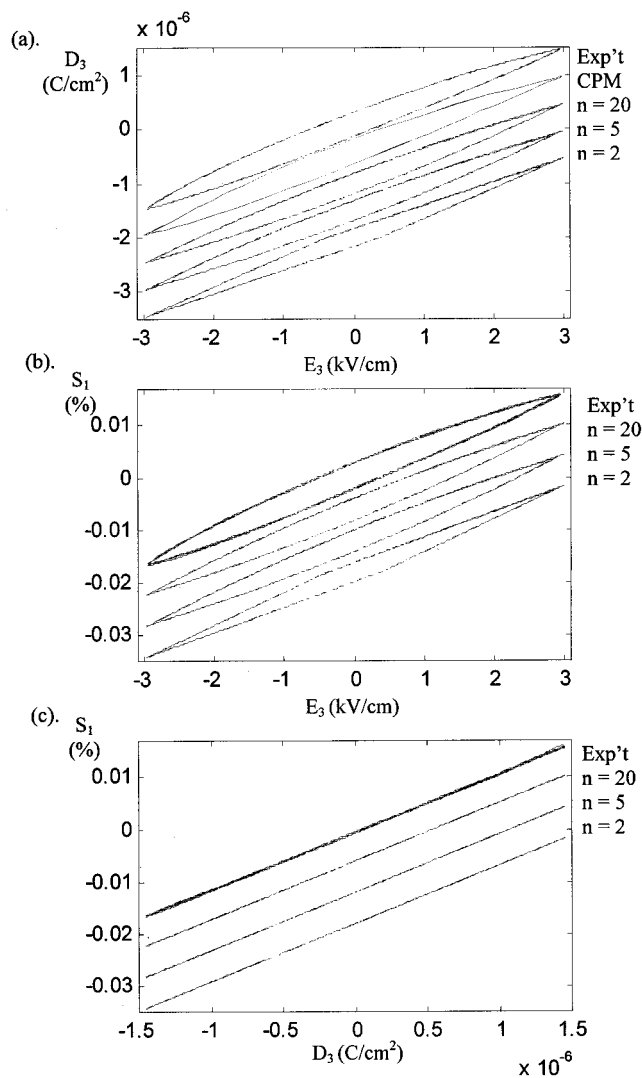 x 10⁻⁶
(a).
D₃
(C/cm²)
1
0
-1
-2
-3
Exp't
CPM
n = 20
n = 5
n = 2
-3 -2 -1 0 1 2 3
E₃ (kV/cm)
(b).
S₁
(%)
0.01
0
-0.01
-0.02
-0.03
Exp't
n = 20
n = 5
n = 2
-3 -2 -1 0 1 2 3
E₃ (kV/cm)
(c).
S₁
(%)
0.01
0
-0.01
-0.02
-0.03
Exp't
n = 20
n = 5
n = 2
-1.5 -1 -0.5 0 0.5 1 1.5
D₃ (C/cm²)
x 10⁻⁶